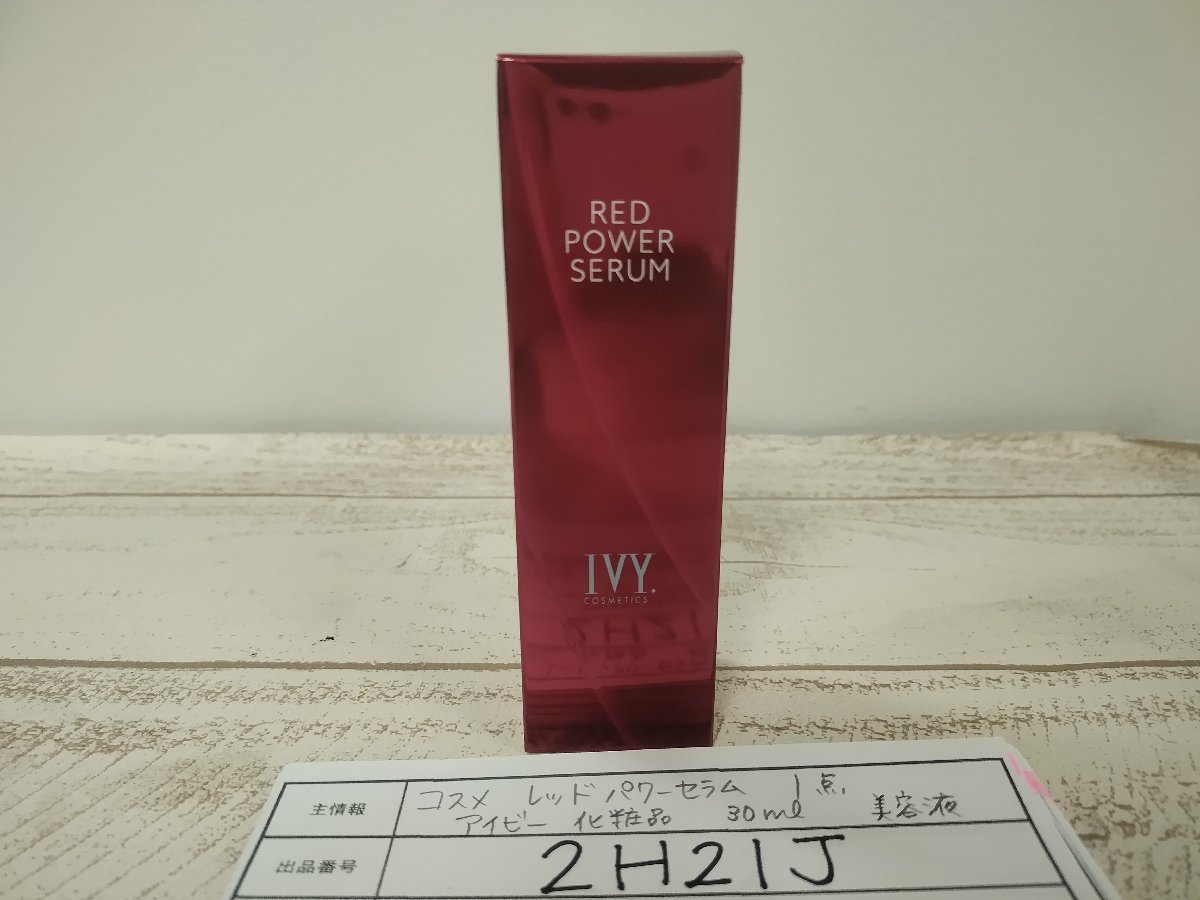 RED
POWER
SERUM
IVY.
COSMETICS
2H21
主情報
コスメ レッドパワーセラム 1点
アイビー 化粧品 30ml 美容液
出品番号
2H21J